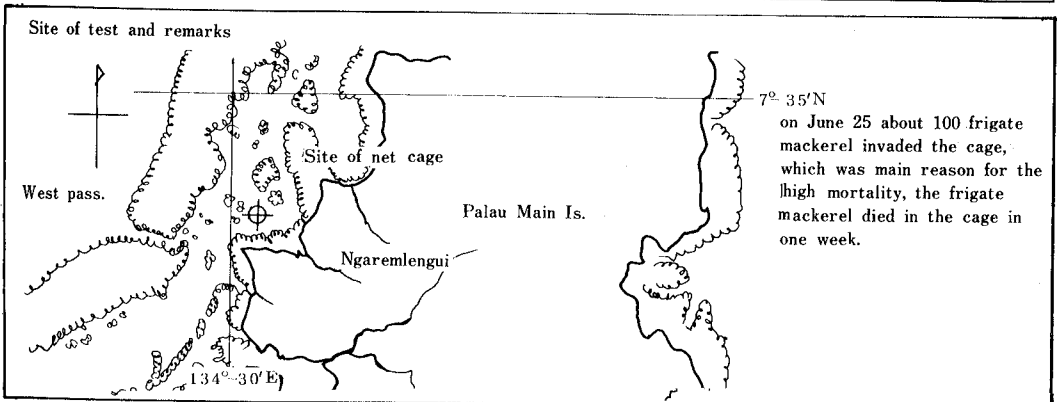 Site of test and remarks
7°-35'N
on June 25 about 100 frigate
mackerel invaded the cage,
which was main reason for the
high mortality, the frigate
mackerel died in the cage in
one week.
Site of net cage
West pass.
Palau Main Is.
Ngaremlengui
134°-30'E